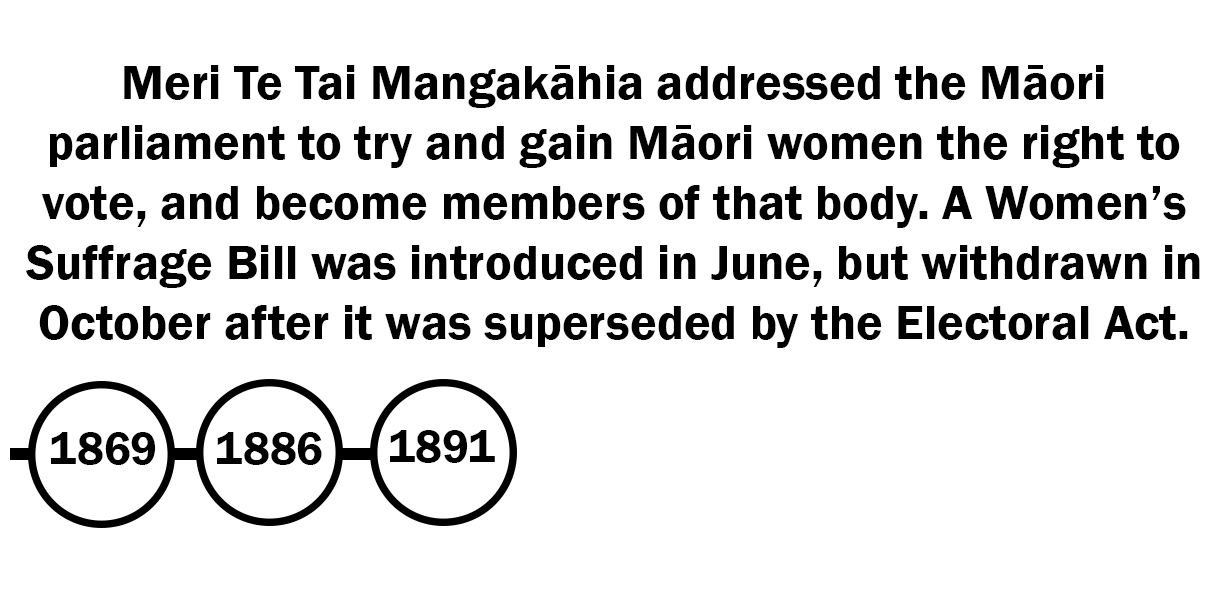 Meri Te Tai Mangakāhia addressed the Māori
parliament to try and gain Māori women the right to
vote, and become members of that body. A Women’s
Suffrage Bill was introduced in June, but withdrawn in
October after it was superseded by the Electoral Act.
1869 1886 1891